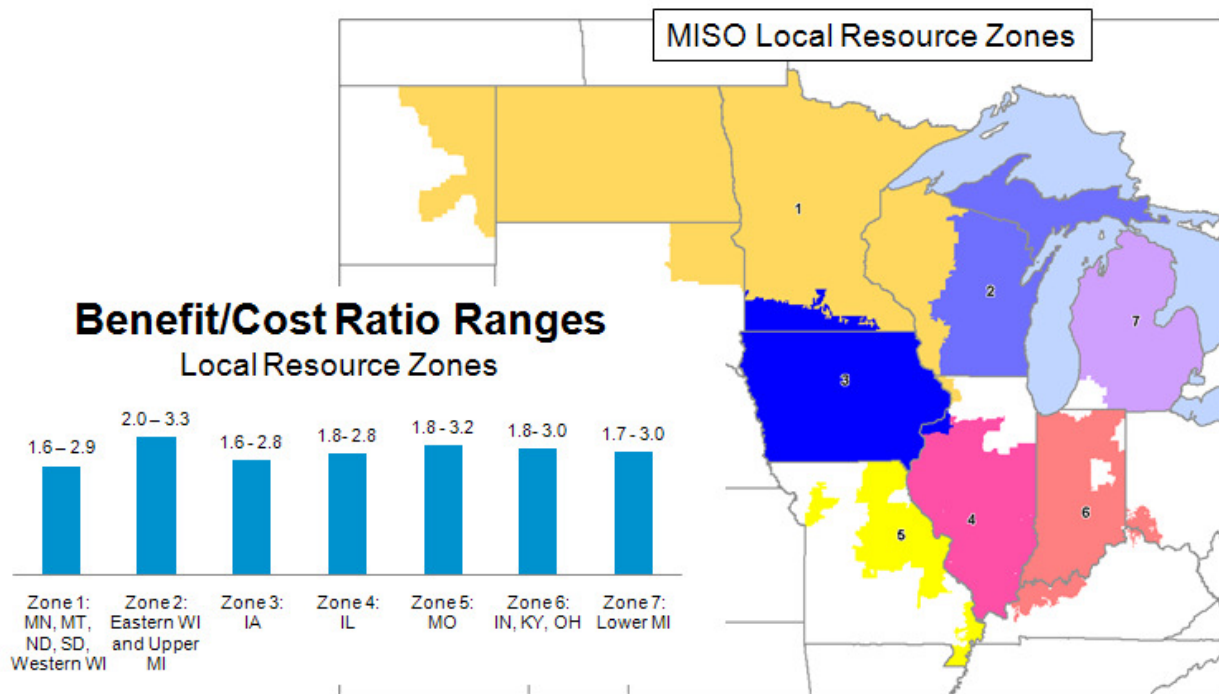 MISO Local Resource Zones
1
2
7
3
4
6
5
Benefit/Cost Ratio Ranges
Local Resource Zones
1.6 – 2.9
2.0 – 3.3
1.6 - 2.8
1.8- 2.8
1.8 - 3.2
1.8- 3.0
1.7 - 3.0
Zone 1:
MN, MT,
ND, SD,
Western WI
Zone 2:
Eastern WI
and Upper
MI
Zone 3:
IA
Zone 4:
IL
Zone 5:
MO
Zone 6:
IN, KY, OH
Zone 7:
Lower MI